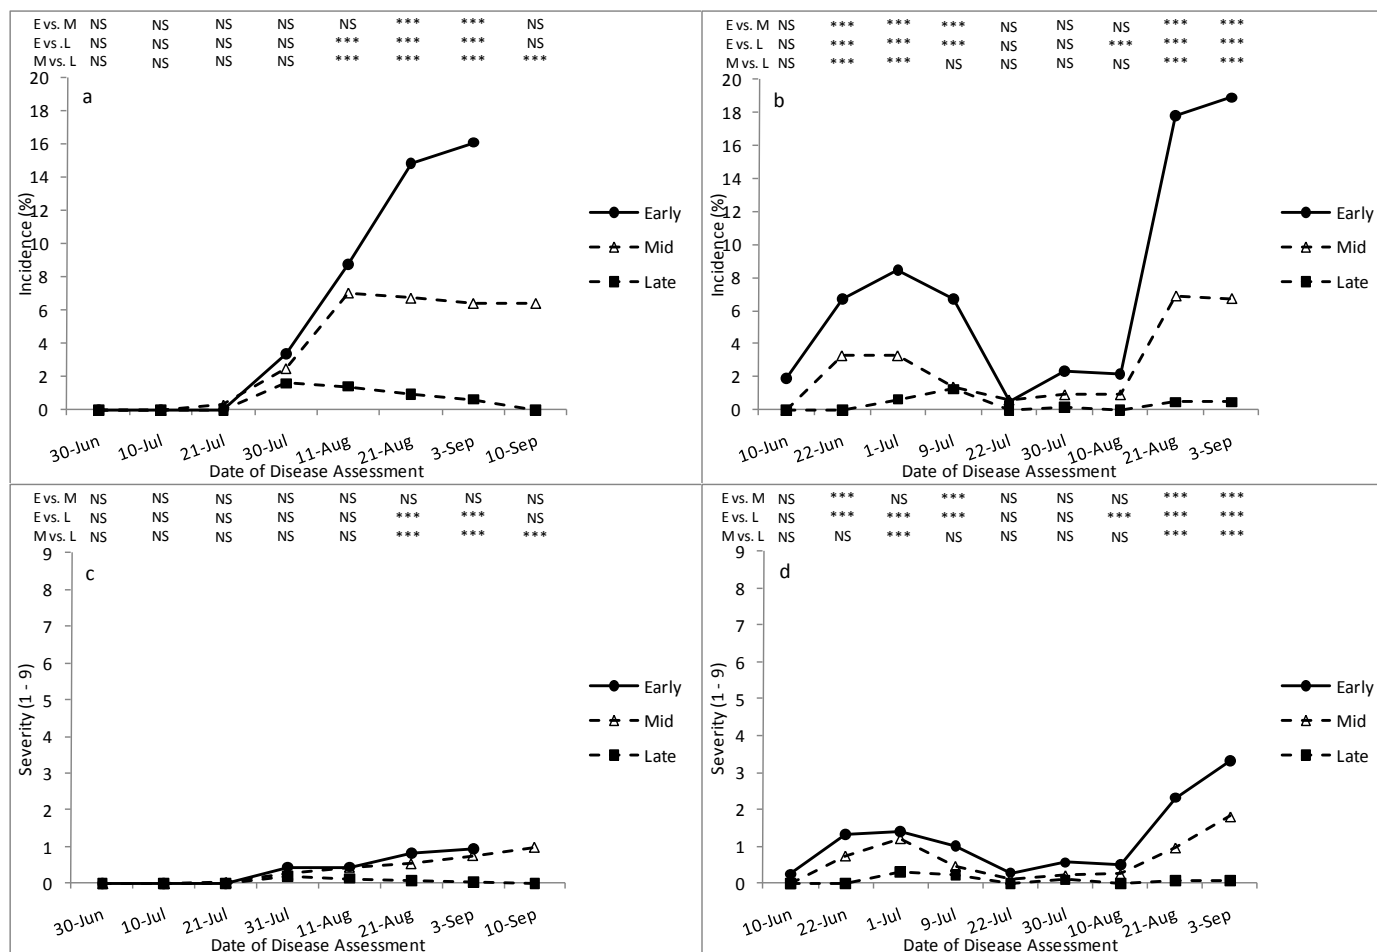 E vs. M NS NS NS NS NS *** *** NS
E vs .L NS NS NS NS *** *** *** NS
M vs. L NS NS NS NS *** *** *** ***
a
20
18
16
14
12
10
8
6
4
2
0
Incidence (%)
30-Jun 10-Jul 21-Jul 30-Jul 11-Aug 21-Aug 3-Sep 10-Sep
Date of Disease Assessment
Early
Mid
Late
E vs. M NS *** *** *** NS NS NS *** ***
E vs. L NS *** *** *** NS NS *** *** ***
M vs. L NS *** *** NS NS NS NS *** ***
b
20
18
16
14
12
10
8
6
4
2
0
Incidence (%)
10-Jun 22-Jun 1-Jul 9-Jul 22-Jul 30-Jul 10-Aug 21-Aug 3-Sep
Date of Disease Assessment
Early
Mid
Late
E vs. M NS NS NS NS NS NS NS NS
E vs. L NS NS NS NS NS *** *** NS
M vs. L NS NS NS NS NS *** *** ***
c
9
8
7
6
5
4
3
2
1
0
Severity (1 - 9)
30-Jun 10-Jul 21-Jul 31-Jul 11-Aug 21-Aug 3-Sep 10-Sep
Date of Disease Assessment
Early
Mid
Late
E vs. M NS *** NS *** NS NS NS *** ***
E vs. L NS *** *** *** NS NS *** *** ***
M vs. L NS NS *** NS NS NS NS *** ***
d
9
8
7
6
5
4
3
2
1
0
Severity (1 - 9)
10-Jun 22-Jun 1-Jul 9-Jul 22-Jul 30-Jul 10-Aug 21-Aug 3-Sep
Date of Disease Assessment
Early
Mid
Late